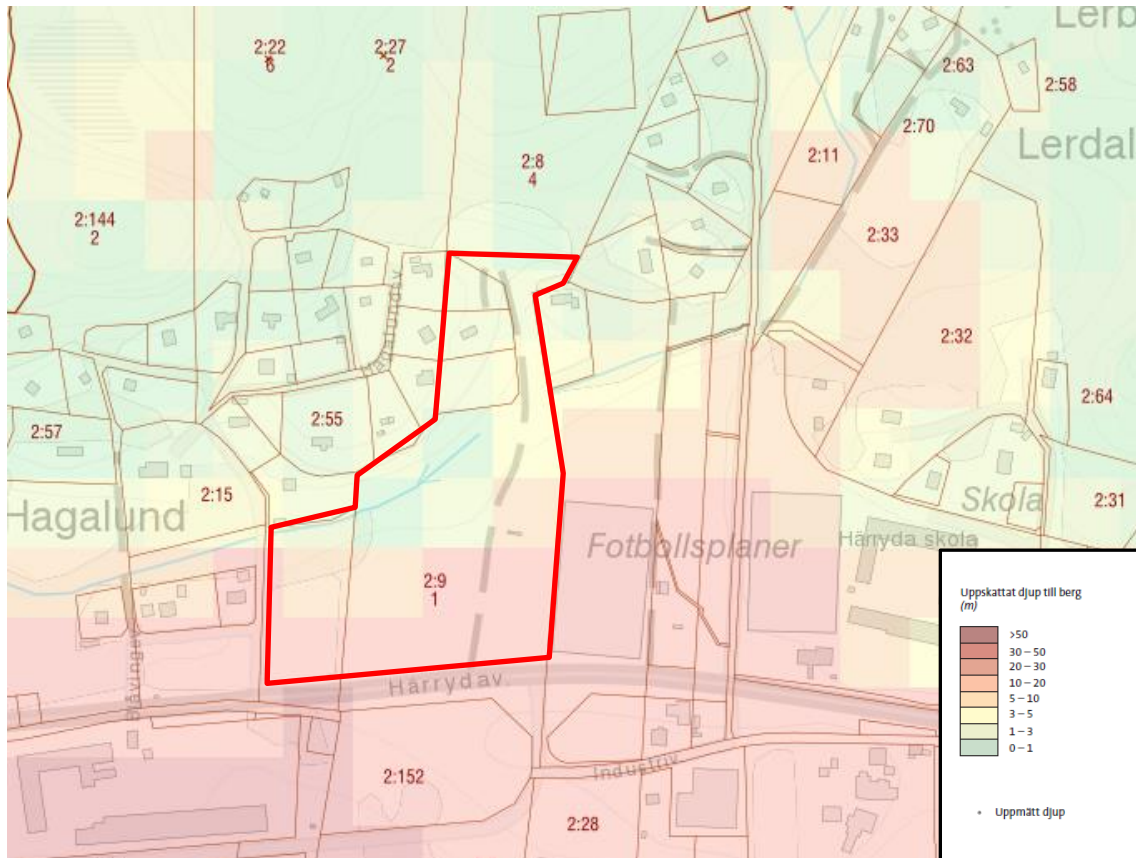 Lerb
2:22
6
2:27
2
2:63
2:58
2:70
2:11
Lerdal
2:8
4
2:144
2
2:33
2:32
2:64
2:57
2:55
2:15
Hagalund
Skola
2:31
Fotbollsplaner
Härryda skola
2:9
1
Härrydav.
2:152
Industriv.
2:28
Uppskattat djup till berg
(m)
>50
30 – 50
20 – 30
10 – 20
5 – 10
3 – 5
1 – 3
0 – 1
Uppmätt djup